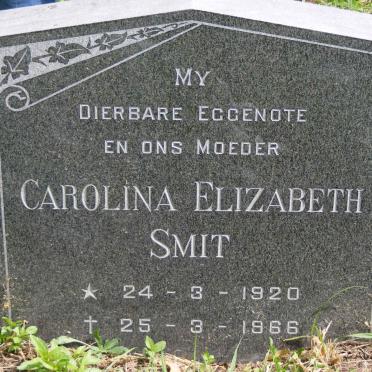 MY
DIERBARE EGGENOTE
EN ONS MOEDER
CAROLINA ELIZABETH
SMIT
★ 24 - 3 - 1920
† 25 - 3 - 1966